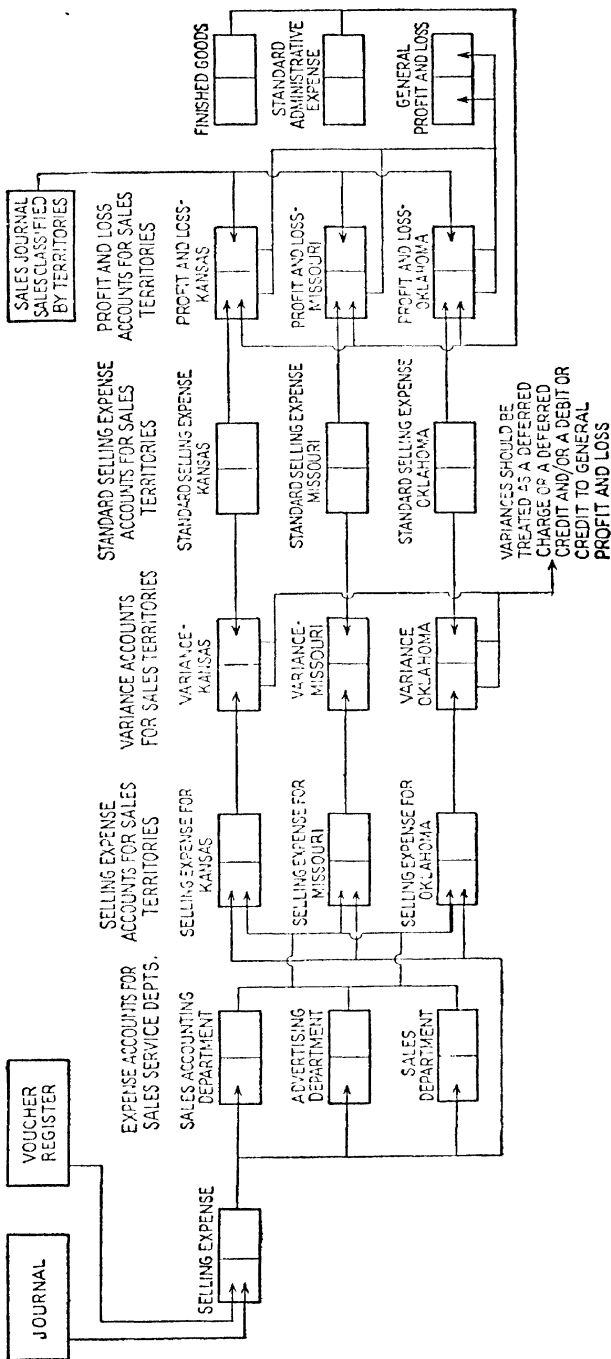 JOURNAL
VOUCHER
REGISTER
SELLING EXPENSE
EXPENSE ACCOUNTS FOR
SALES SERVICE DEPTS.
SALES ACCOUNTING
DEPARTMENT
ADVERTISING
DEPARTMENT
SALES
DEPARTMENT
SELLING EXPENSE
ACCOUNTS FOR SALES
TERRITORIES
SELLING EXPENSE FOR
KANSAS
SELLING EXPENSE FOR
MISSOURI
SELLING EXPENSE FOR
OKLAHOMA
VARIANCE ACCOUNTS
FOR SALES TERRITORIES
VARIANCE-
KANSAS
VARIANCE-
MISSOURI
VARIANCE
OKLAHOMA
STANDARD SELLING EXPENSE
ACCOUNTS FOR SALES
TERRITORIES
STANDARD SELLING EXPENSE
KANSAS
STANDARD SELLING EXPENSE
MISSOURI
STANDARD SELLING EXPENSE
OKLAHOMA
VARIANCES SHOULD BE
TREATED AS A DEFERRED
CHARGE OR A DEFERRED
CREDIT AND/OR A DEBIT OR
CREDIT TO GENERAL
PROFIT AND LOSS
SALES JOURNAL
SALES CLASSIFIED
BY TERRITORIES
PROFIT AND LOSS
ACCOUNTS FOR SALES
TERRITORIES
PROFIT AND LOSS-
KANSAS
PROFIT AND LOSS-
MISSOURI
PROFIT AND LOSS-
OKLAHOMA
FINISHED GOODS
STANDARD
ADMINISTRATIVE
EXPENSE
GENERAL
PROFIT AND LOSS